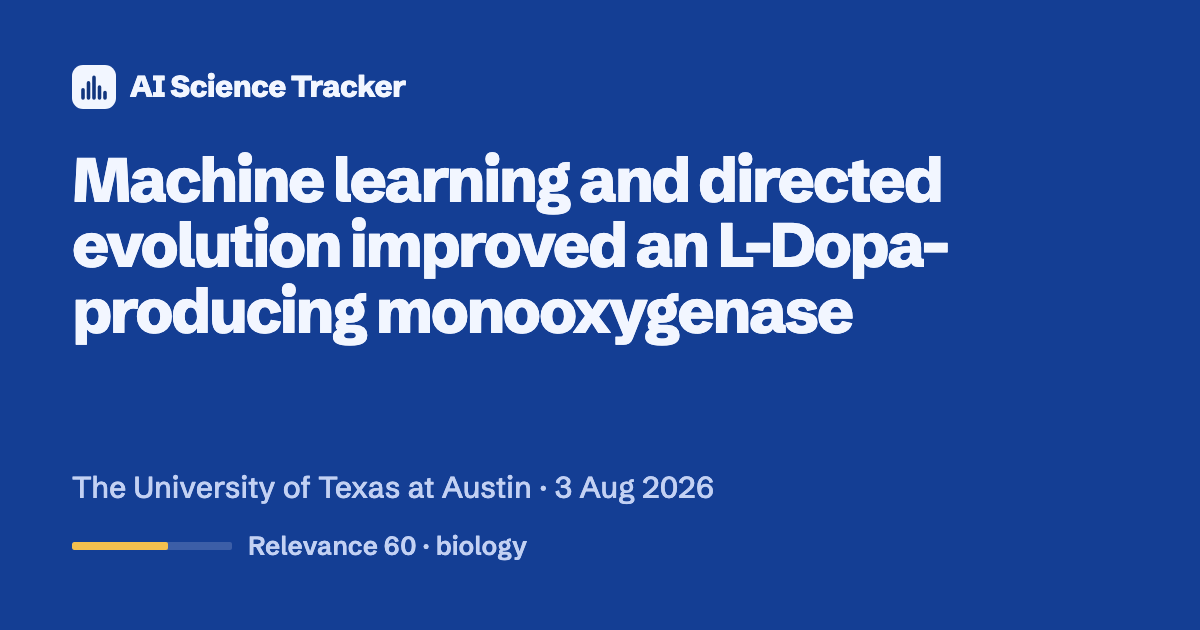 AI Science Tracker
Machine learning and directed
evolution improved an L-Dopa-
producing monooxygenase
The University of Texas at Austin · 3 Aug 2026
Relevance 60 · biology